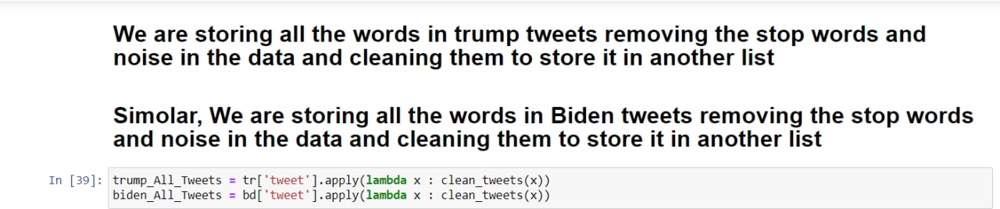 We are storing all the words in trump tweets removing the stop words and
noise in the data and cleaning them to store it in another list
Simolar, We are storing all the words in Biden tweets removing the stop words
and noise in the data and cleaning them to store it in another list
In [39]: trump_All_Tweets = tr['tweet'].apply(lambda x : clean_tweets(x))
biden_All_Tweets = bd['tweet'].apply(lambda x : clean_tweets(x))